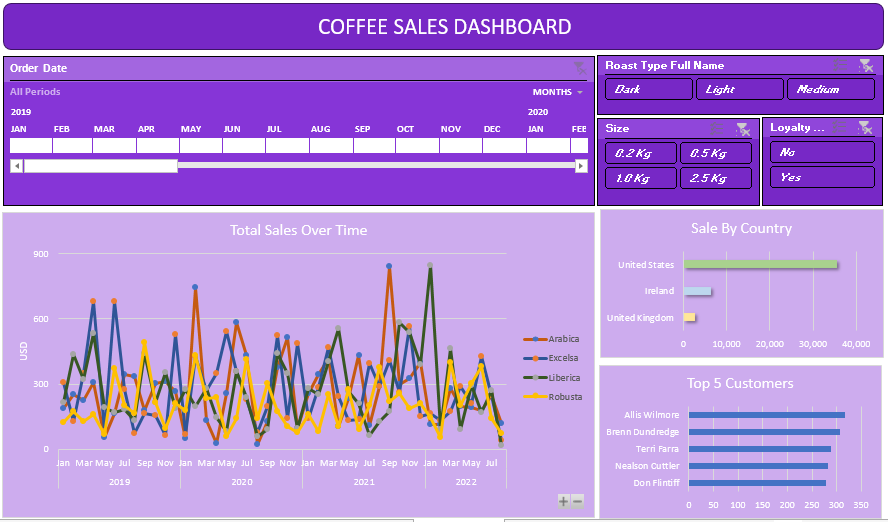 COFFEE SALES DASHBOARD
Order Date
All Periods MONTHS
2019 2020
JAN FEB MAR APR MAY JUN JUL AUG SEP OCT NOV DEC JAN FEB
Roast Type Full Name
Dark Light Medium
Size
0.2 Kg 0.5 Kg
1.0 Kg 2.5 Kg
Loyalty ...
No
Yes
Total Sales Over Time
900
600
300
0
USD
Jan Mar May Jul Sep Nov Jan Mar May Jul Sep Nov Jan Mar May Jul Sep Nov Jan Mar May Jul
2019 2020 2021 2022
Arabica
Excelsa
Liberica
Robusta
Sale By Country
United States
Ireland
United Kingdom
0 10,000 20,000 30,000 40,000
Top 5 Customers
Allis Wilmore
Brenn Dundredge
Terri Farra
Nealson Cuttler
Don Flintiff
0 50 100 150 200 250 300 350